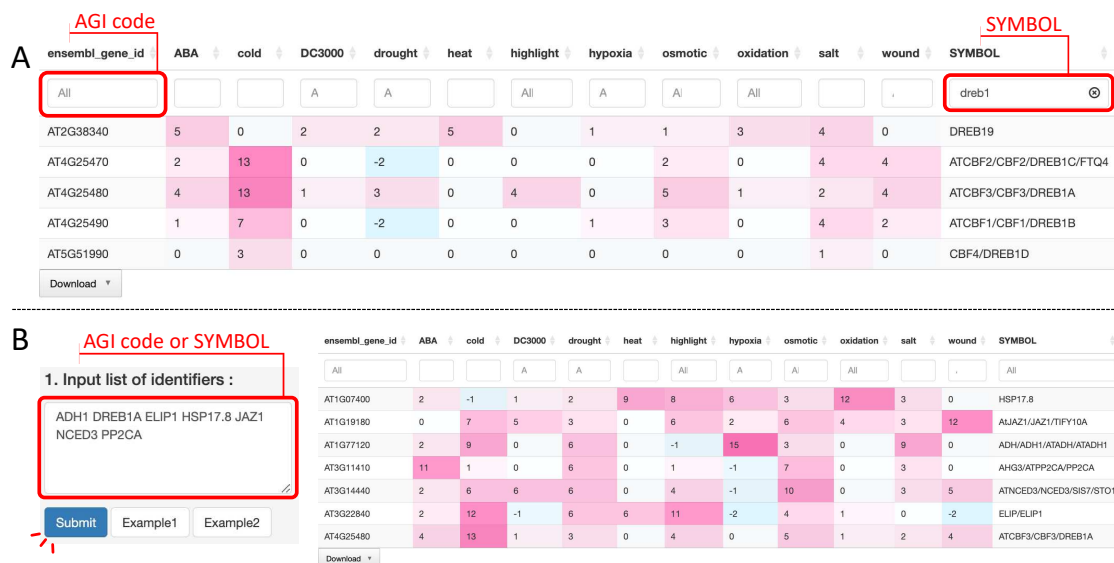 AGI code
SYMBOL
A
ensembl_gene_id ABA cold DC3000 drought heat highlight hypoxia osmotic oxidation salt wound SYMBOL
All A A All A Al All dreb1
AT2G38340 5 0 2 2 5 0 1 1 3 4 0 DREB19
AT4G25470 2 13 0 -2 0 0 0 2 0 4 4 ATCBF2/CBF2/DREB1C/FTQ4
AT4G25480 4 13 1 3 0 4 0 5 1 2 4 ATCBF3/CBF3/DREB1A
AT4G25490 1 7 0 -2 0 0 1 3 0 4 2 ATCBF1/CBF1/DREB1B
AT5G51990 0 3 0 0 0 0 0 0 0 1 0 CBF4/DREB1D
Download
B
AGI code or SYMBOL
1. Input list of identifiers :
ADH1 DREB1A ELIP1 HSP17.8 JAZ1
NCED3 PP2CA
Submit Example1 Example2
ensembl_gene_id ABA cold DC3000 drought heat highlight hypoxia osmotic oxidation salt wound SYMBOL
All A A All A Al All All
AT1G07400 2 -1 1 2 9 8 6 3 12 3 0 HSP17.8
AT1G19180 0 7 5 3 0 6 2 6 4 3 12 AtJAZ1/JAZ1/TIFY10A
AT1G77120 2 9 0 6 0 -1 15 3 0 9 0 ADH/ADH1/ATADH/ATADH1
AT3G11410 11 1 0 6 0 1 -1 7 0 3 0 AHG3/ATPP2CA/PP2CA
AT3G14440 2 6 6 6 0 4 -1 10 0 3 5 ATNCED3/NCED3/SIS7/STO1
AT3G22840 2 12 -1 6 6 11 -2 4 1 0 -2 ELIP/ELIP1
AT4G25480 4 13 1 3 0 4 0 5 1 2 4 ATCBF3/CBF3/DREB1A
Download